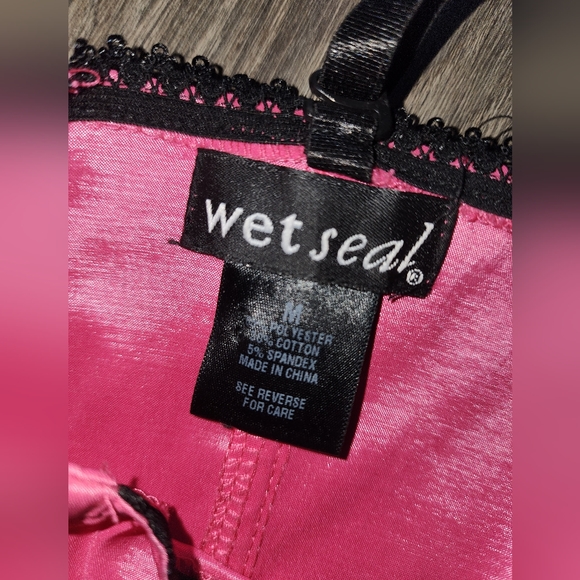 wet seal®
M
POLYESTER
% COTTON
5% SPANDEX
MADE IN CHINA
SEE REVERSE
FOR CARE